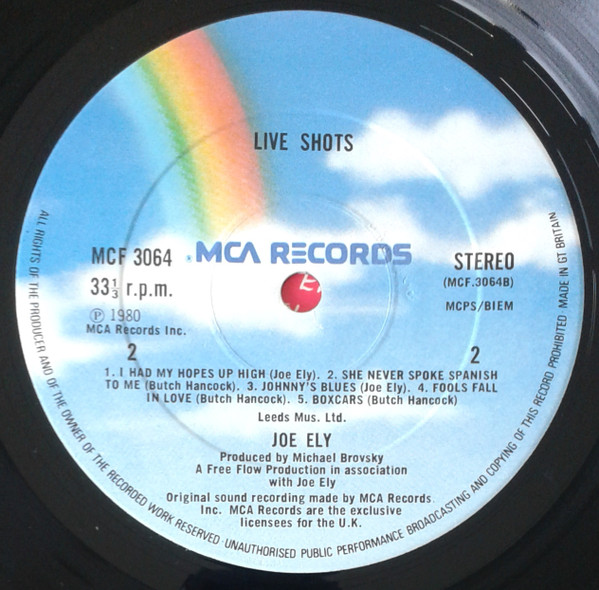 LIVE SHOTS
MCF 3064
MCA RECORDS
STEREO
33⅓ r.p.m.
(MCF.3064B)
Ⓟ 1980
MCA Records Inc.
MCPS/BIEM
2
2
1. I HAD MY HOPES UP HIGH (Joe Ely). 2. SHE NEVER SPOKE SPANISH
TO ME (Butch Hancock). 3. JOHNNY'S BLUES (Joe Ely). 4. FOOLS FALL
IN LOVE (Butch Hancock). 5. BOXCARS (Butch Hancock)
Leeds Mus. Ltd.
JOE ELY
Produced by Michael Brovsky
A Free Flow Production in association
with Joe Ely
Original sound recording made by MCA Records
Inc. MCA Records are the exclusive
licensees for the U.K.
ALL RIGHTS OF THE PRODUCER AND OF THE OWNER OF THE RECORDED WORK RESERVED · UNAUTHORISED PUBLIC PERFORMANCE BROADCASTING AND COPYING OF THIS RECORD PROHIBITED MADE IN GT BRITAIN